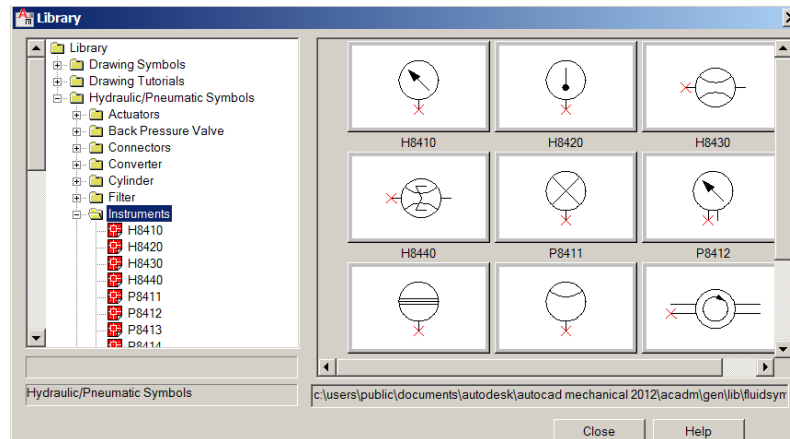 Library
Library
Drawing Symbols
Drawing Tutorials
Hydraulic/Pneumatic Symbols
Actuators
Back Pressure Valve
Connectors
Converter
Cylinder
Filter
Instruments
H8410
H8420
H8430
H8440
P8411
P8412
P8413
P8414
H8410 H8420 H8430
H8440 P8411 P8412
Hydraulic/Pneumatic Symbols
c:\users\public\documents\autodesk\autocad mechanical 2012\acadm\gen\lib\fluidsym
Close Help